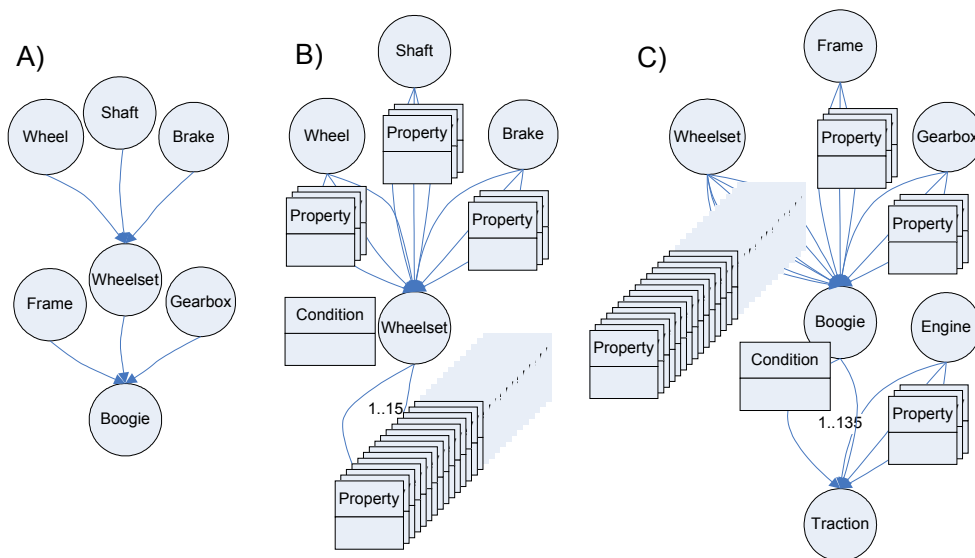 A)
Wheel
Shaft
Brake
Wheelset
Frame
Gearbox
Boogie
B)
Shaft
Wheel
Property
Brake
Property
Property
Condition
Wheelset
1..15
Property
C)
Frame
Wheelset
Property
Gearbox
Property
Property
Boogie
Engine
Condition
1..135
Property
Traction